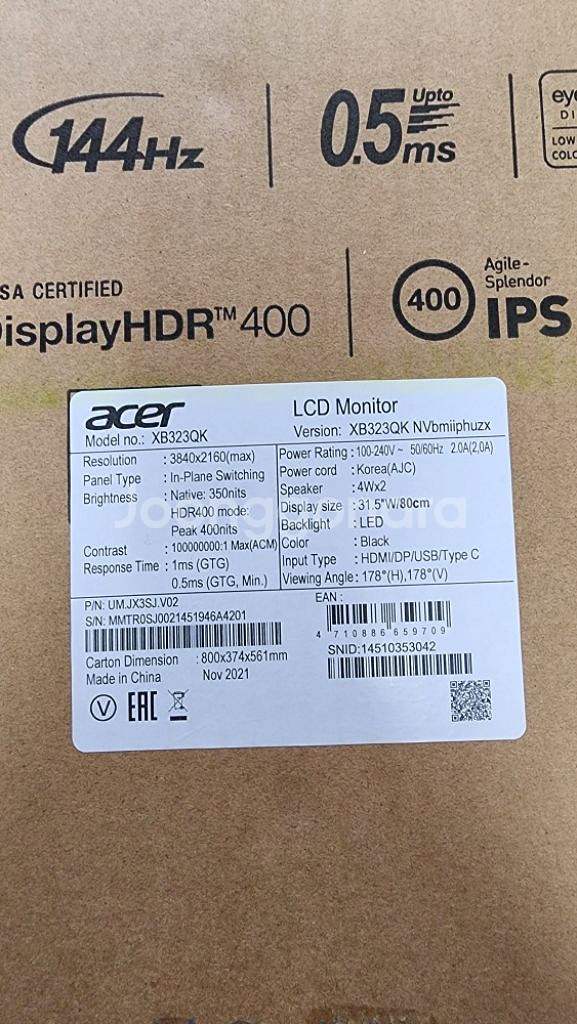 144Hz
Upto
0.5ms
LOW
SA CERTIFIED
DisplayHDR™400
400
Agile-
Splendor
IPS
acer
LCD Monitor
Model no.: XB323QK
Version: XB323QK NVbmiiphuzx
Resolution : 3840x2160(max)
Panel Type : In-Plane Switching
Brightness : Native: 350nits
HDR400 mode:
Peak 400nits
Contrast : 100000000:1 Max(ACM)
Response Time : 1ms (GTG)
0.5ms (GTG, Min.)
Power Rating : 100-240V~ 50/60Hz 2.0A(2,0A)
Power cord : Korea(AJC)
Speaker : 4Wx2
Display size : 31.5"W/80cm
Backlight : LED
Color : Black
Input Type : HDMI/DP/USB/Type C
Viewing Angle : 178°(H),178°(V)
P/N: UM.JX3SJ.V02
S/N: MMTR0SJ0021451946A4201
Carton Dimension : 800x374x561mm
Made in China Nov 2021
EAN :
4 710886 659709
SNID:14510353042
V EAC